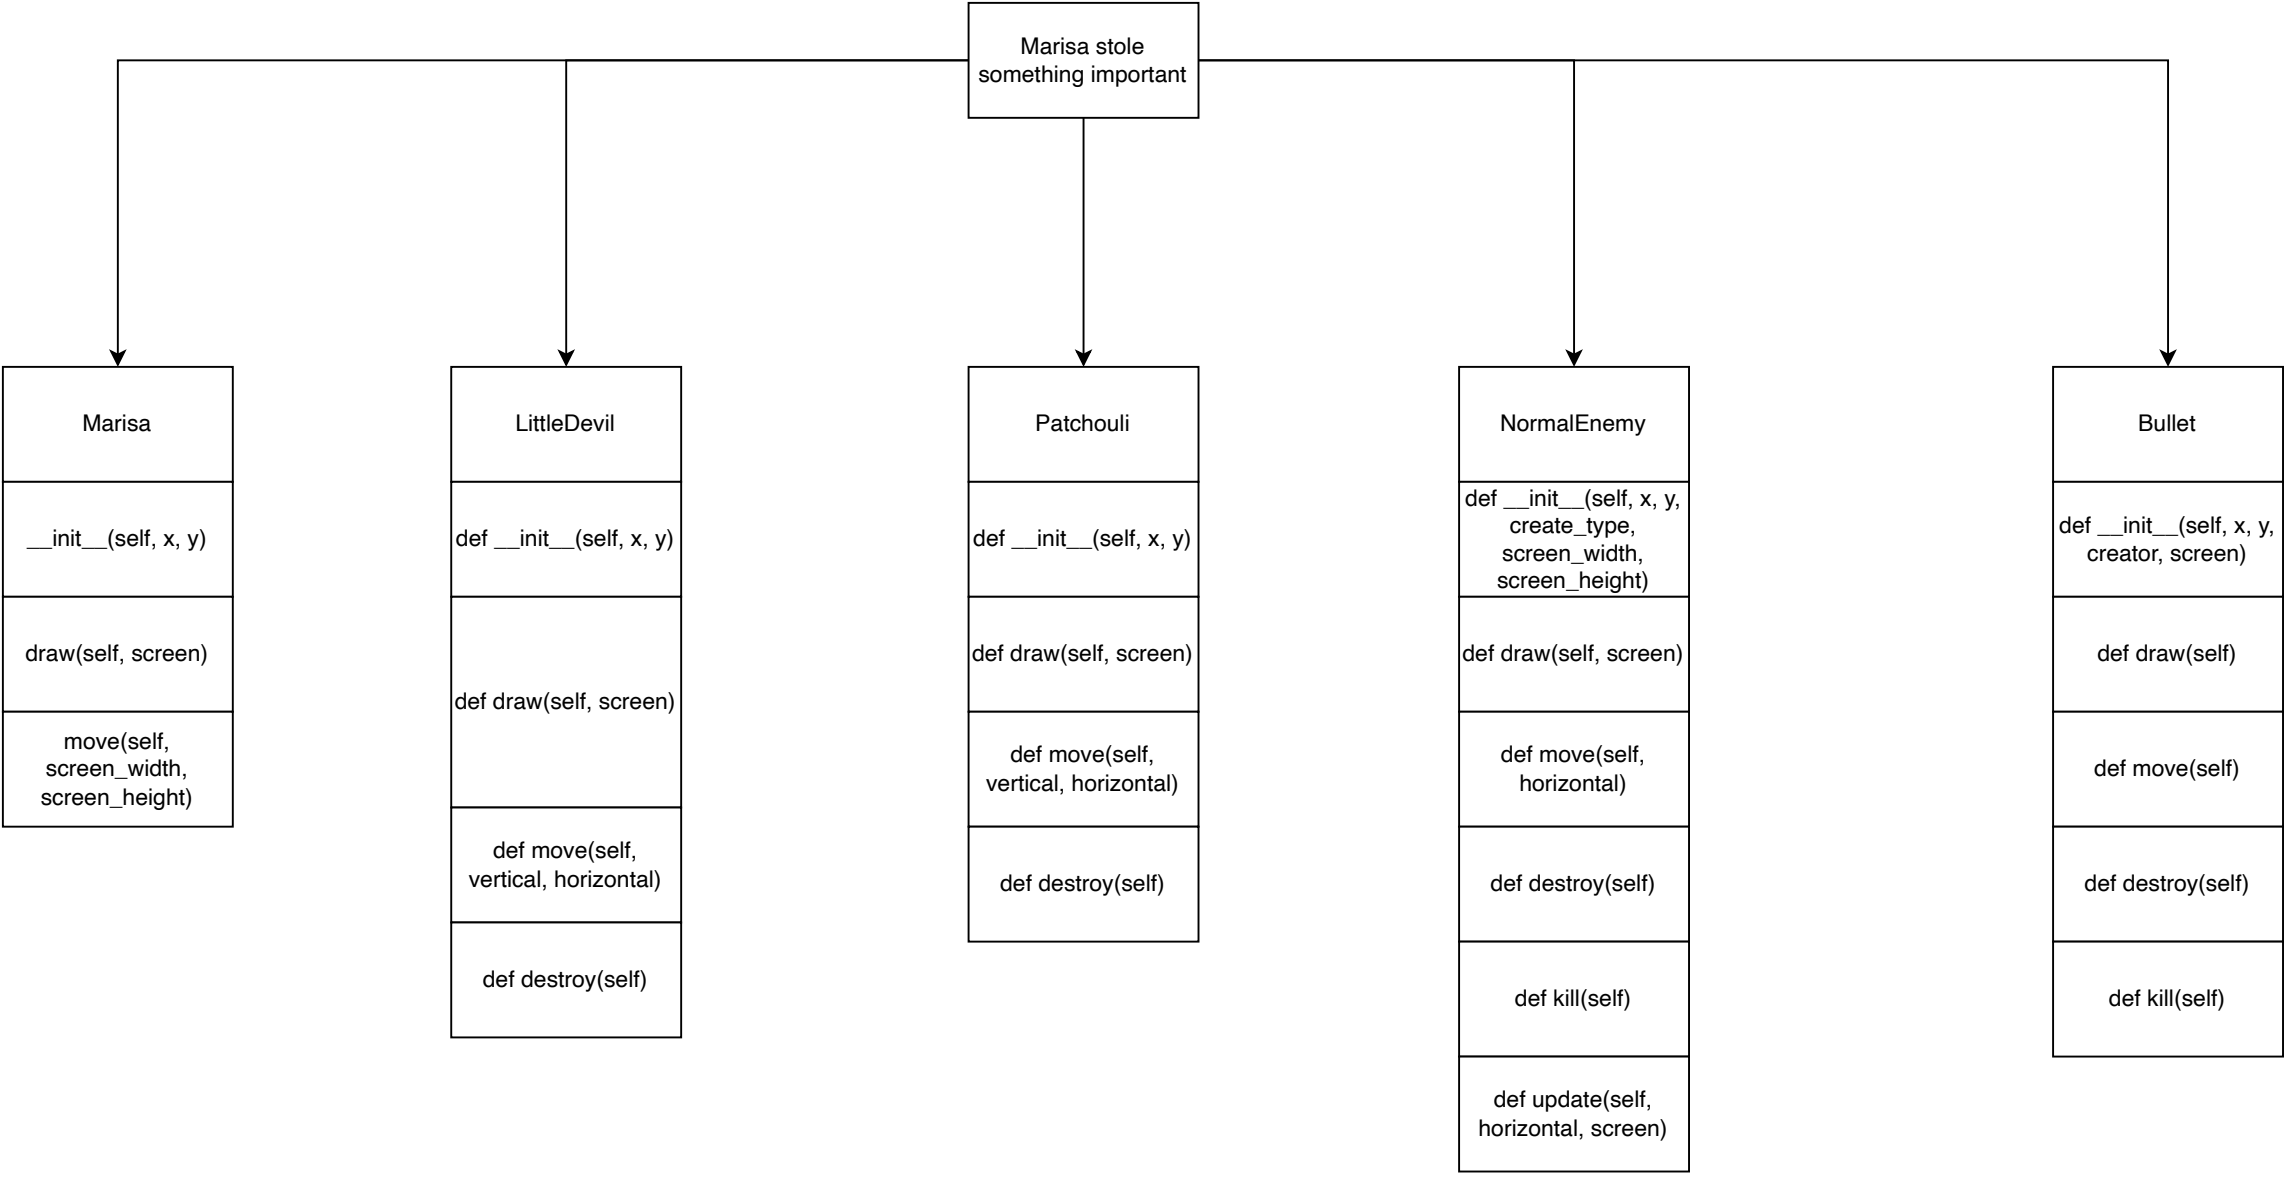 Marisa stole
something important
Marisa
__init__(self, x, y)
draw(self, screen)
move(self,
screen_width,
screen_height)
LittleDevil
def __init__(self, x, y)
def draw(self, screen)
def move(self,
vertical, horizontal)
def destroy(self)
Patchouli
def __init__(self, x, y)
def draw(self, screen)
def move(self,
vertical, horizontal)
def destroy(self)
NormalEnemy
def __init__(self, x, y,
create_type,
screen_width,
screen_height)
def draw(self, screen)
def move(self,
horizontal)
def destroy(self)
def kill(self)
def update(self,
horizontal, screen)
Bullet
def __init__(self, x, y,
creator, screen)
def draw(self)
def move(self)
def destroy(self)
def kill(self)